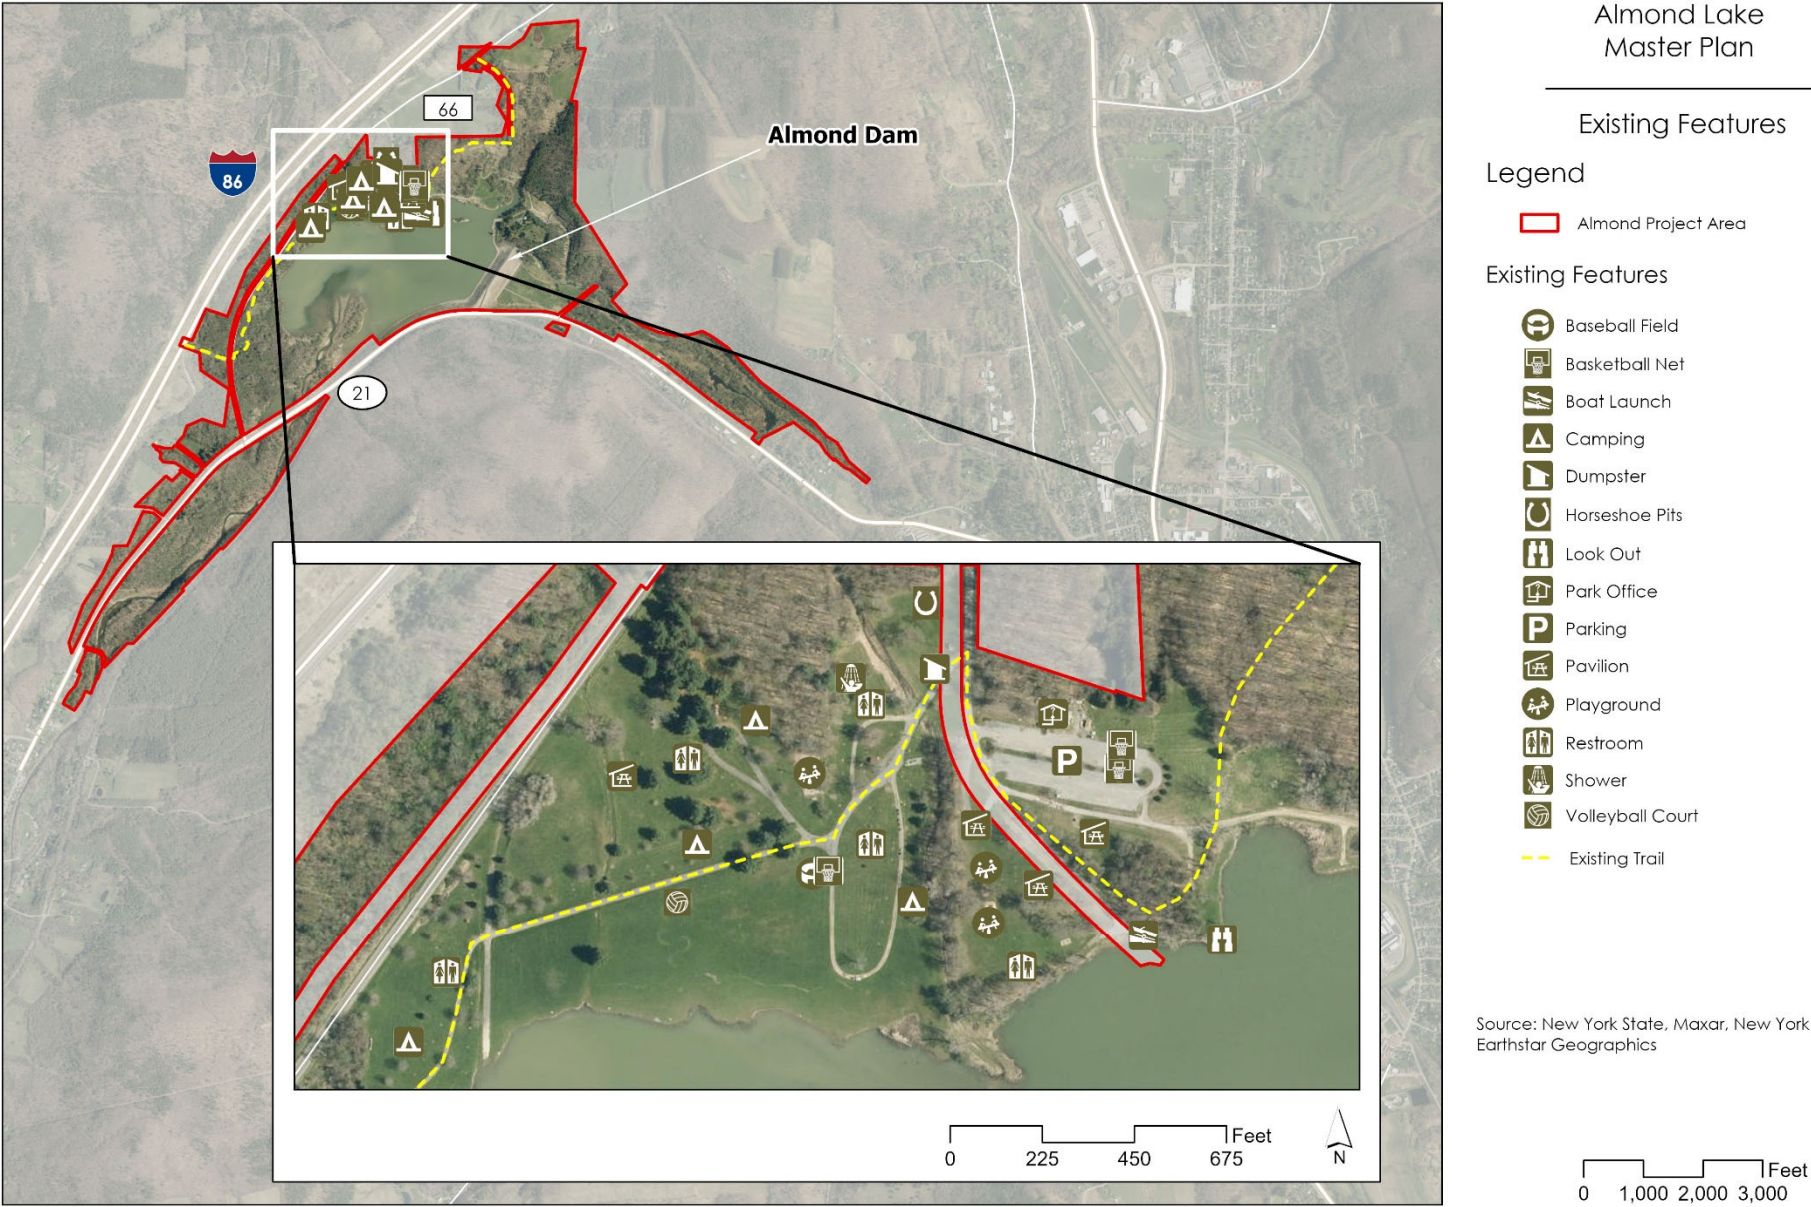 Almond Lake
Master Plan
Existing Features
Legend
Almond Project Area
Existing Features
Baseball Field
Basketball Net
Boat Launch
Camping
Dumpster
Horseshoe Pits
Look Out
Park Office
P
Parking
Pavilion
Playground
Restroom
Shower
Volleyball Court
Existing Trail
Source: New York State, Maxar, New York
Earthstar Geographics
Feet
0 1,000 2,000 3,000
66
Almond Dam
86
21
P
Feet
0 225 450 675
N